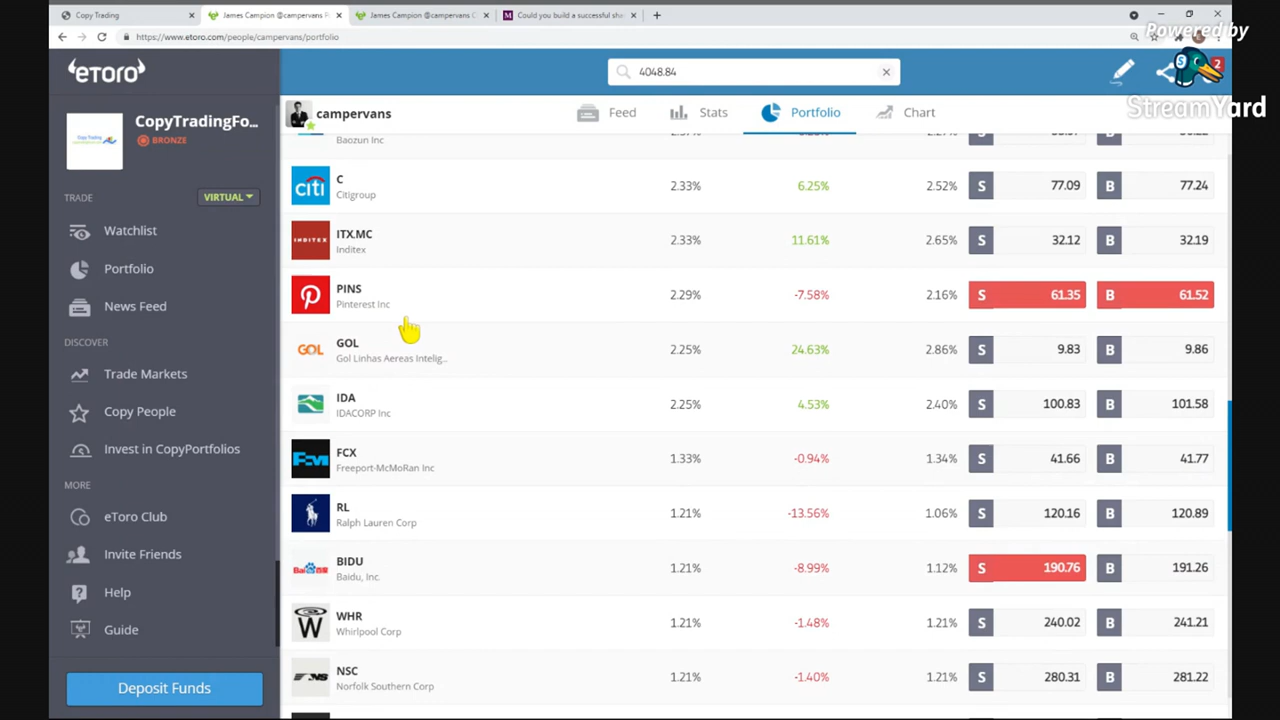 Copy Trading
James Campion @campervans P
James Campion @campervans C
Could you build a successful sha
https://www.etoro.com/people/campervans/portfolio
Powered by
StreamYard
eTORO
4048.84
2
CopyTradingFo...
BRONZE
campervans
Feed
Stats
Portfolio
Chart
TRADE
VIRTUAL
Watchlist
Portfolio
News Feed
DISCOVER
Trade Markets
Copy People
Invest in CopyPortfolios
MORE
eToro Club
Invite Friends
Help
Guide
Deposit Funds
Baozun Inc
citi C 2.33% 6.25% 2.52% S 77.09 B 77.24
Citigroup
INDITEX ITX.MC 2.33% 11.61% 2.65% S 32.12 B 32.19
Inditex
PINS 2.29% -7.58% 2.16% S 61.35 B 61.52
Pinterest Inc
GOL GOL 2.25% 24.63% 2.86% S 9.83 B 9.86
Gol Linhas Aereas Intelig...
IDA 2.25% 4.53% 2.40% S 100.83 B 101.58
IDACORP Inc
FCX 1.33% -0.94% 1.34% S 41.66 B 41.77
Freeport-McMoRan Inc
RL 1.21% -13.56% 1.06% S 120.16 B 120.89
Ralph Lauren Corp
Bai百度 BIDU 1.21% -8.99% 1.12% S 190.76 B 191.26
Baidu, Inc.
WHR 1.21% -1.48% 1.21% S 240.02 B 241.21
Whirlpool Corp
NSC 1.21% -1.40% 1.21% S 280.31 B 281.22
Norfolk Southern Corp